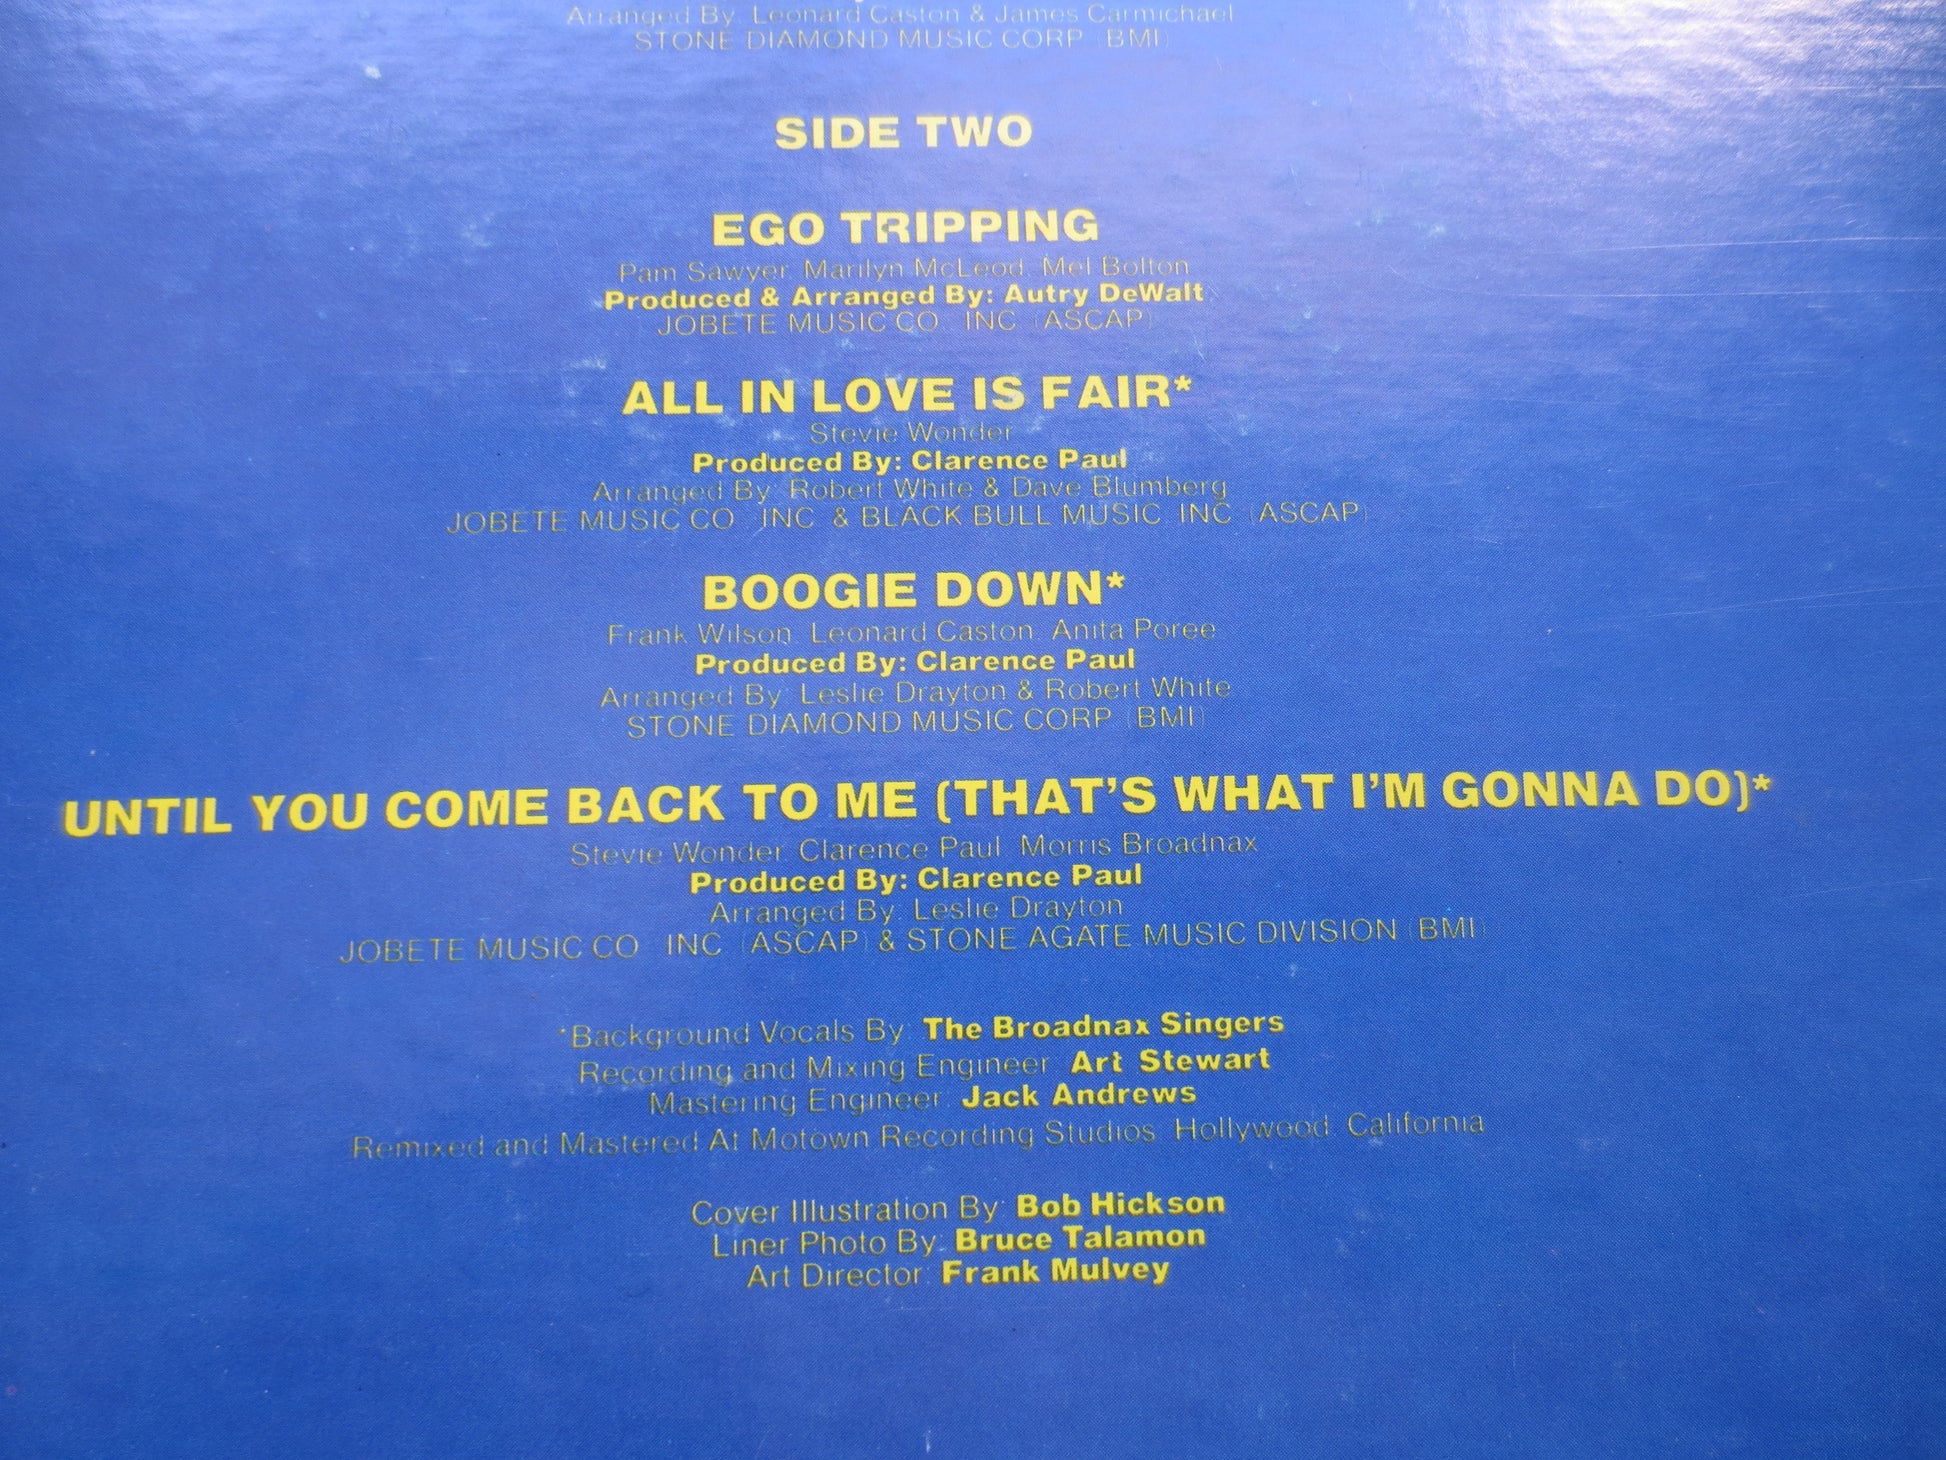 Arranged By: Leonard Caston & James Carmichael
STONE DIAMOND MUSIC CORP. (BMI)
SIDE TWO
EGO TRIPPING
Pam Sawyer, Marilyn McLeod, Mel Bolton
Produced & Arranged By: Autry DeWalt
JOBETE MUSIC CO., INC. (ASCAP)
ALL IN LOVE IS FAIR*
Stevie Wonder
Produced By: Clarence Paul
Arranged By: Robert White & Dave Blumberg
JOBETE MUSIC CO., INC. & BLACK BULL MUSIC, INC. (ASCAP)
BOOGIE DOWN*
Frank Wilson, Leonard Caston, Anita Poree
Produced By: Clarence Paul
Arranged By: Leslie Drayton & Robert White
STONE DIAMOND MUSIC CORP. (BMI)
UNTIL YOU COME BACK TO ME (THAT'S WHAT I'M GONNA DO)*
Stevie Wonder, Clarence Paul, Morris Broadnax
Produced By: Clarence Paul
Arranged By: Leslie Drayton
JOBETE MUSIC CO., INC. (ASCAP) & STONE AGATE MUSIC DIVISION (BMI)
*Background Vocals By: The Broadnax Singers
Recording and Mixing Engineer: Art Stewart
Mastering Engineer: Jack Andrews
Remixed and Mastered At Motown Recording Studios, Hollywood, California
Cover Illustration By: Bob Hickson
Liner Photo By: Bruce Talamon
Art Director: Frank Mulvey